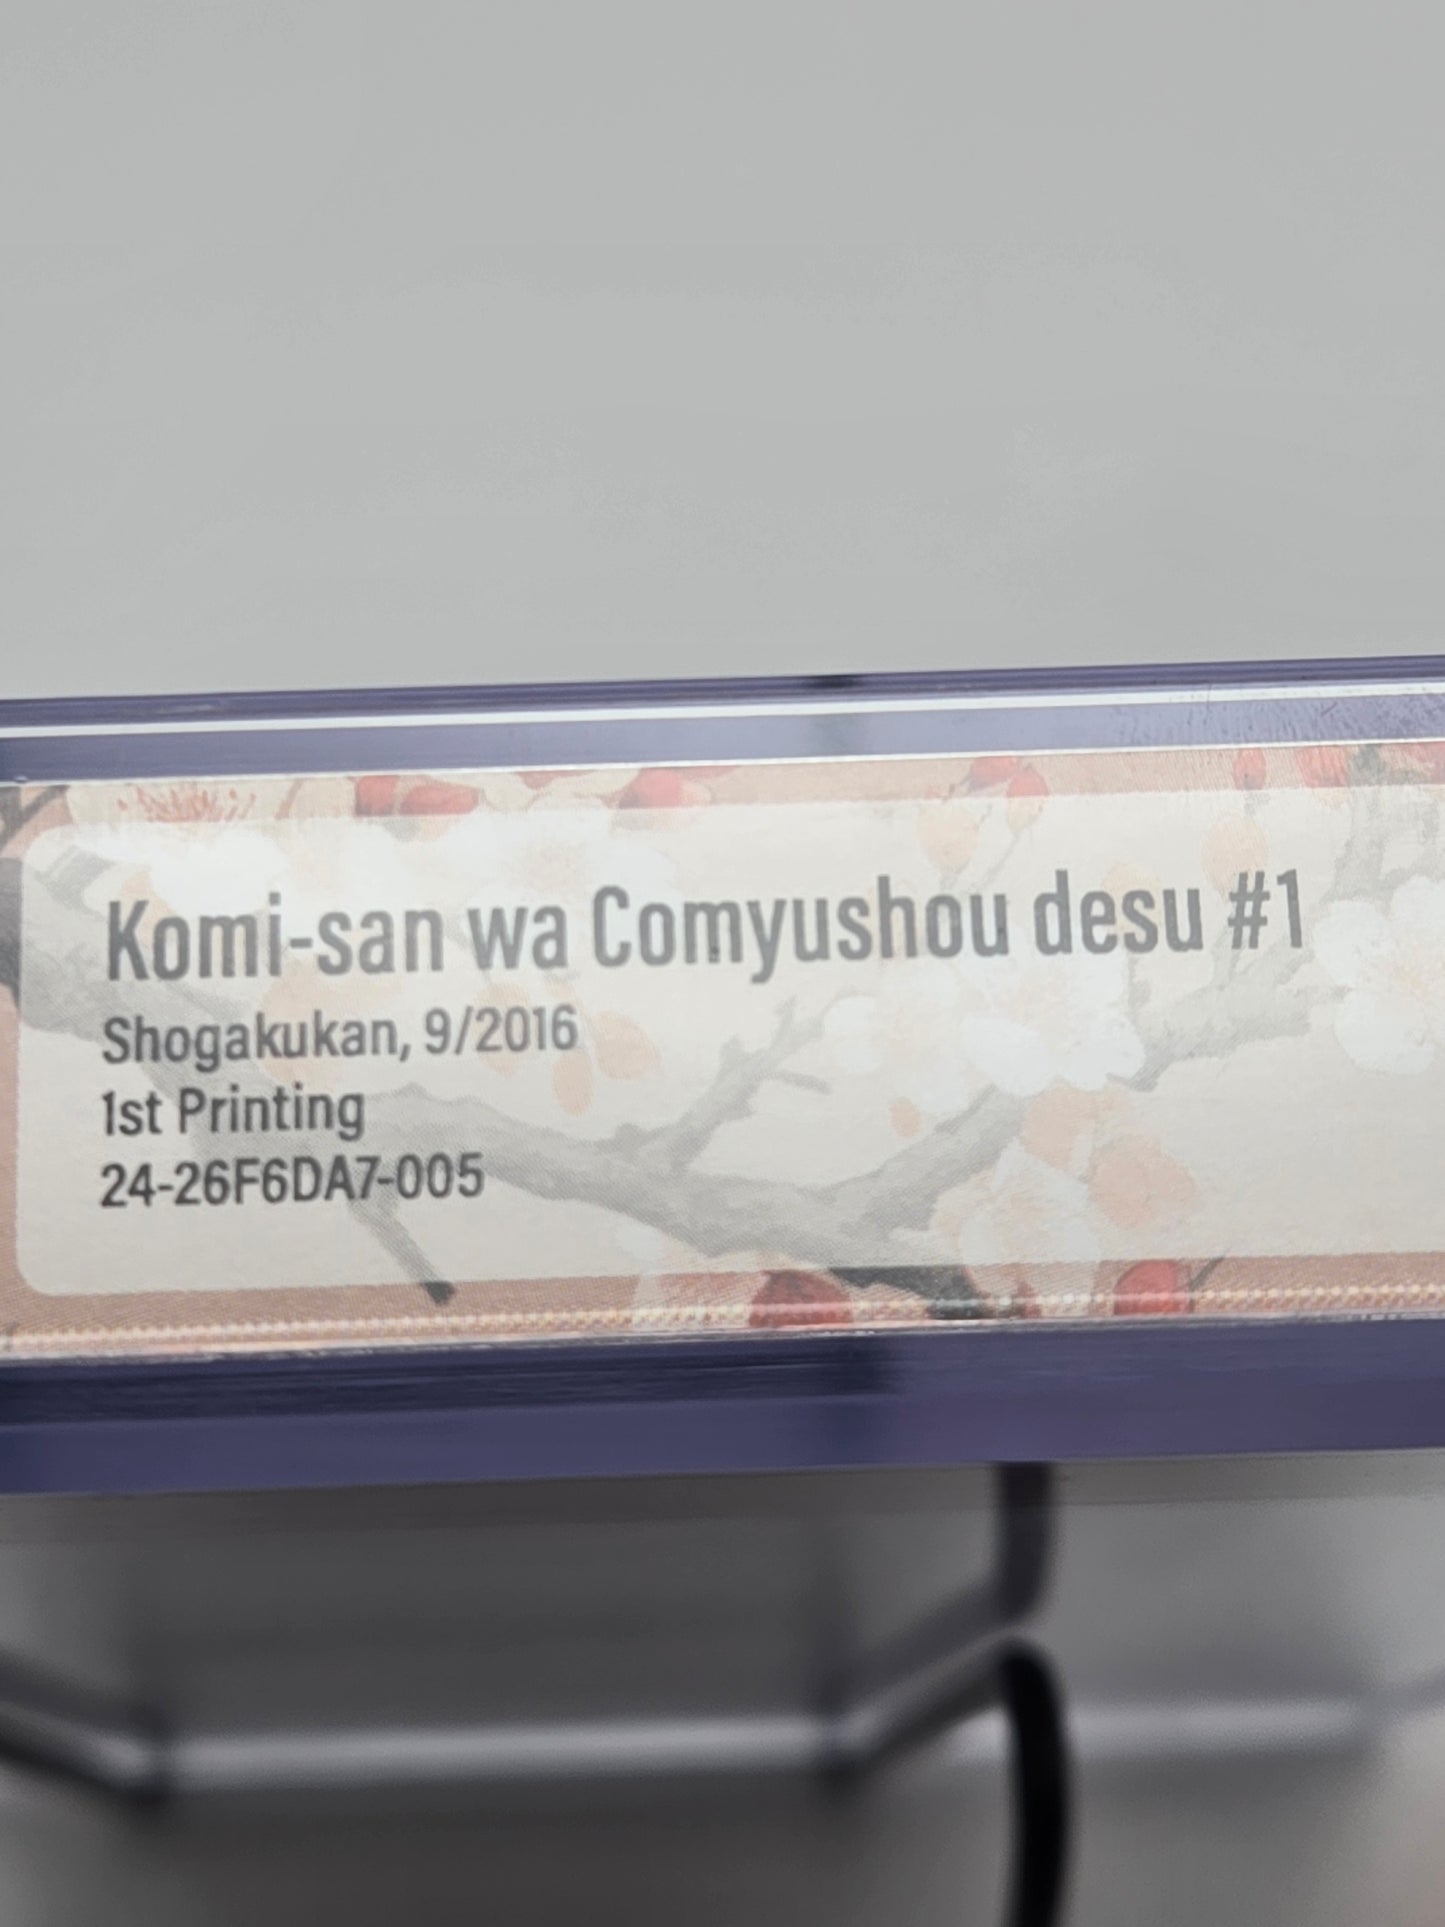 Komi-san wa Comyushou desu #1
Shogakukan, 9/2016
1st Printing
24-26F6DA7-005